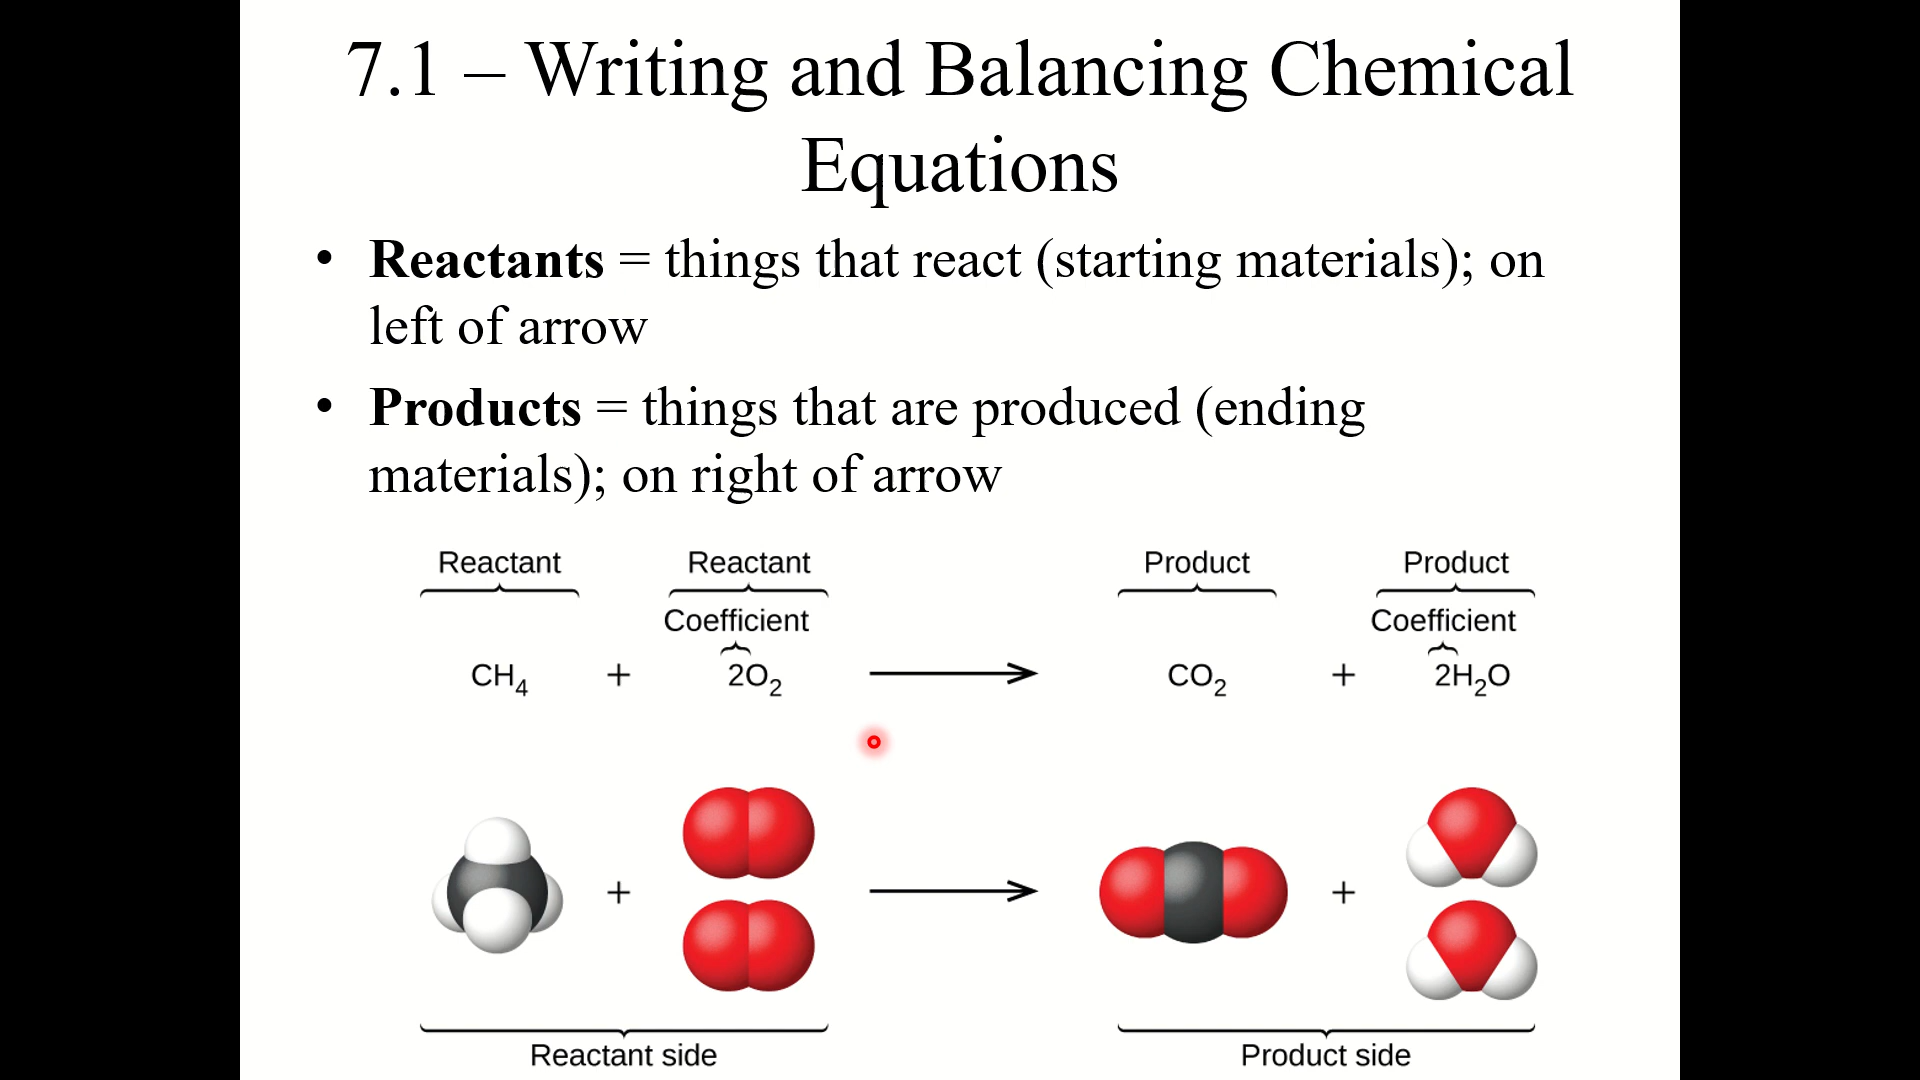 7.1 – Writing and Balancing Chemical
Equations
• Reactants = things that react (starting materials); on
left of arrow
• Products = things that are produced (ending
materials); on right of arrow
Reactant Reactant Product Product
Coefficient Coefficient
CH₄ + 2O₂ → CO₂ + 2H₂O
+ → +
Reactant side Product side